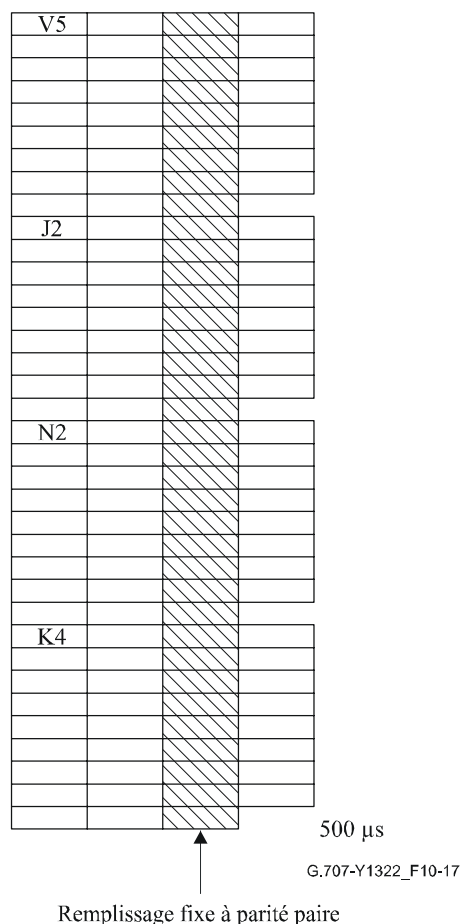 V5
J2
N2
K4
500 µs
G.707-Y1322_F10-17
Remplissage fixe à parité paire